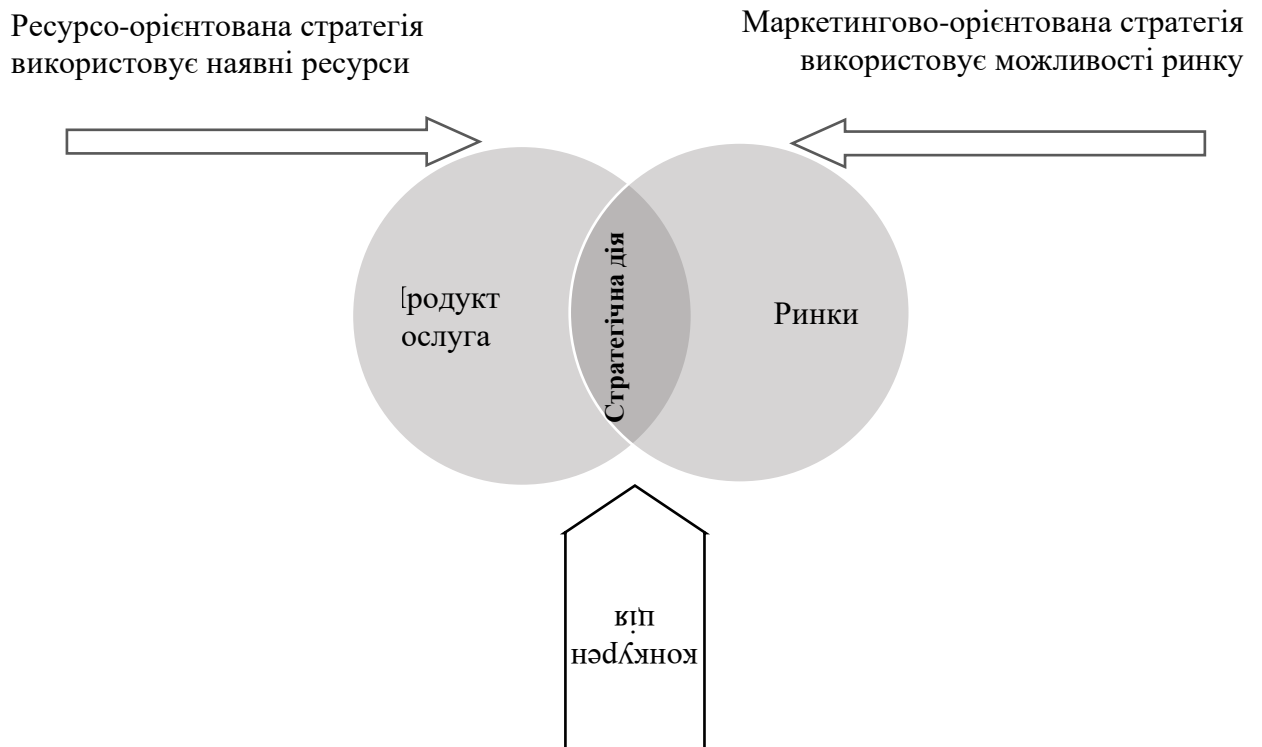 Ресурсо-орієнтована стратегія
використовує наявні ресурси
Маркетингово-орієнтована стратегія
використовує можливості ринку
родукт
ослуга
Стратегічна дія
Ринки
конкурен
ція